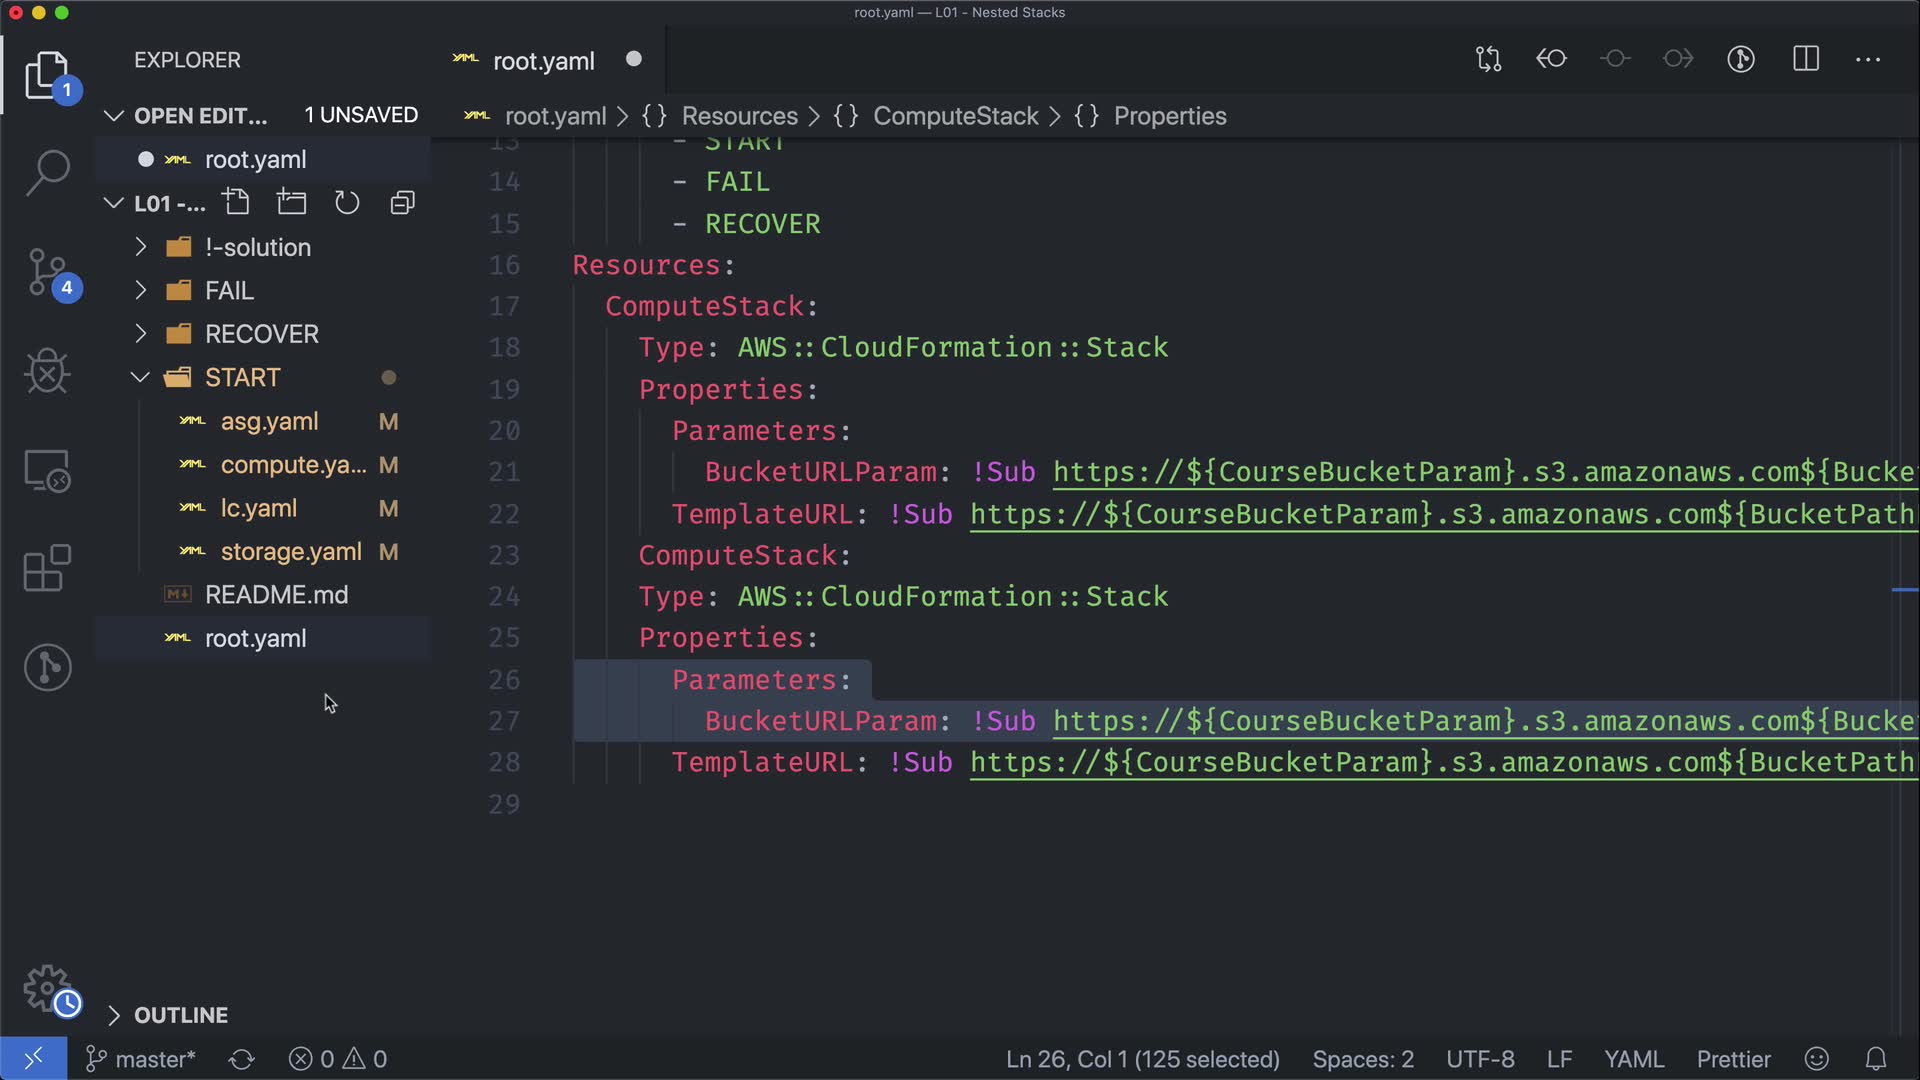 root.yaml — L01 - Nested Stacks
EXPLORER
OPEN EDIT... 1 UNSAVED
root.yaml
L01 -...
!-solution
FAIL
RECOVER
START
asg.yaml M
compute.ya... M
lc.yaml M
storage.yaml M
README.md
root.yaml
OUTLINE
1
4
root.yaml
root.yaml > {} Resources > {} ComputeStack > {} Properties
13 - START
14 - FAIL
15 - RECOVER
16 Resources:
17 ComputeStack:
18 Type: AWS::CloudFormation::Stack
19 Properties:
20 Parameters:
21 BucketURLParam: !Sub https://${CourseBucketParam}.s3.amazonaws.com${Bucke
22 TemplateURL: !Sub https://${CourseBucketParam}.s3.amazonaws.com${BucketPath
23 ComputeStack:
24 Type: AWS::CloudFormation::Stack
25 Properties:
26 Parameters:
27 BucketURLParam: !Sub https://${CourseBucketParam}.s3.amazonaws.com${Bucke
28 TemplateURL: !Sub https://${CourseBucketParam}.s3.amazonaws.com${BucketPath
29
master* 0 0 Ln 26, Col 1 (125 selected) Spaces: 2 UTF-8 LF YAML Prettier